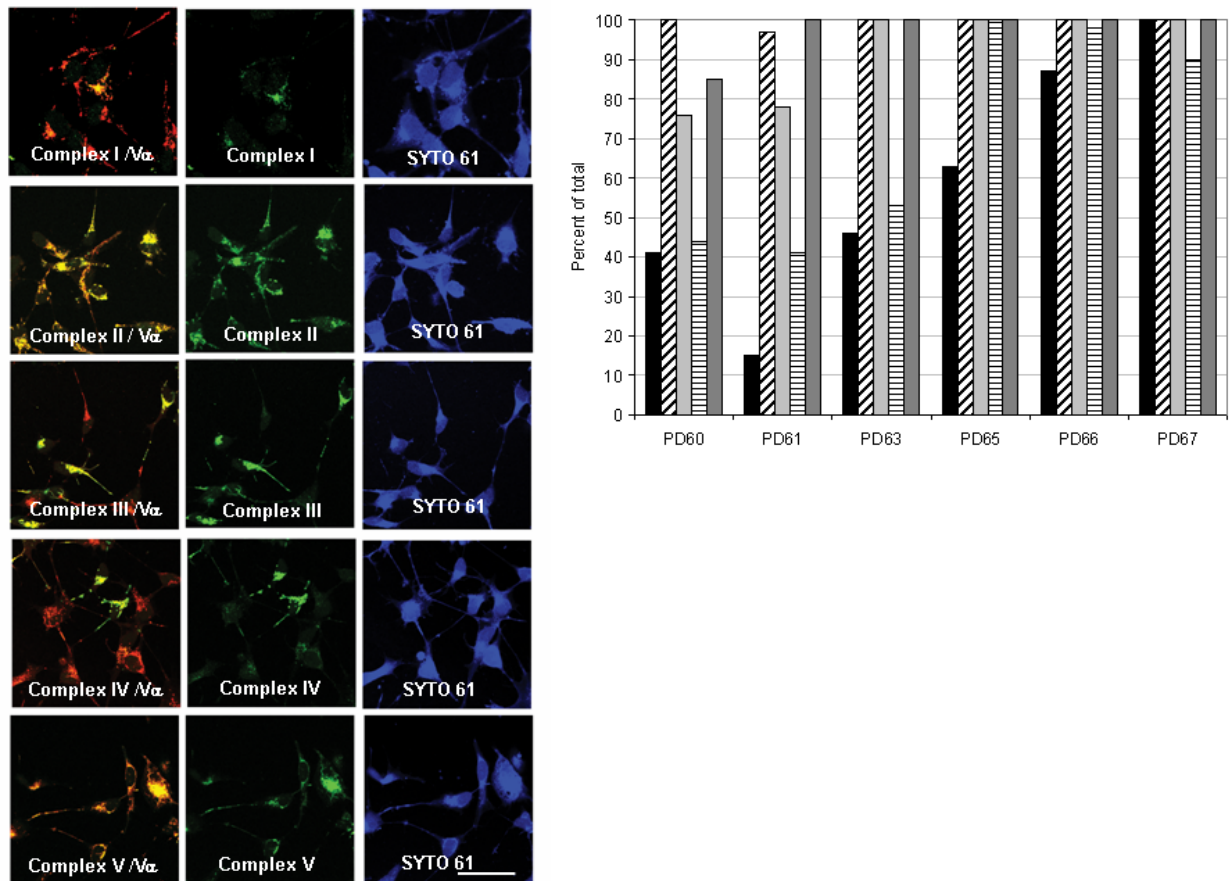 Complex I /Vα Complex I SYTO 61
Complex II / Vα Complex II SYTO 61
Complex III /Vα Complex III SYTO 61
Complex IV /Vα Complex IV SYTO 61
Complex V /Vα Complex V SYTO 61
Percent of total
100
90
80
70
60
50
40
30
20
10
0
PD60 PD61 PD63 PD65 PD66 PD67